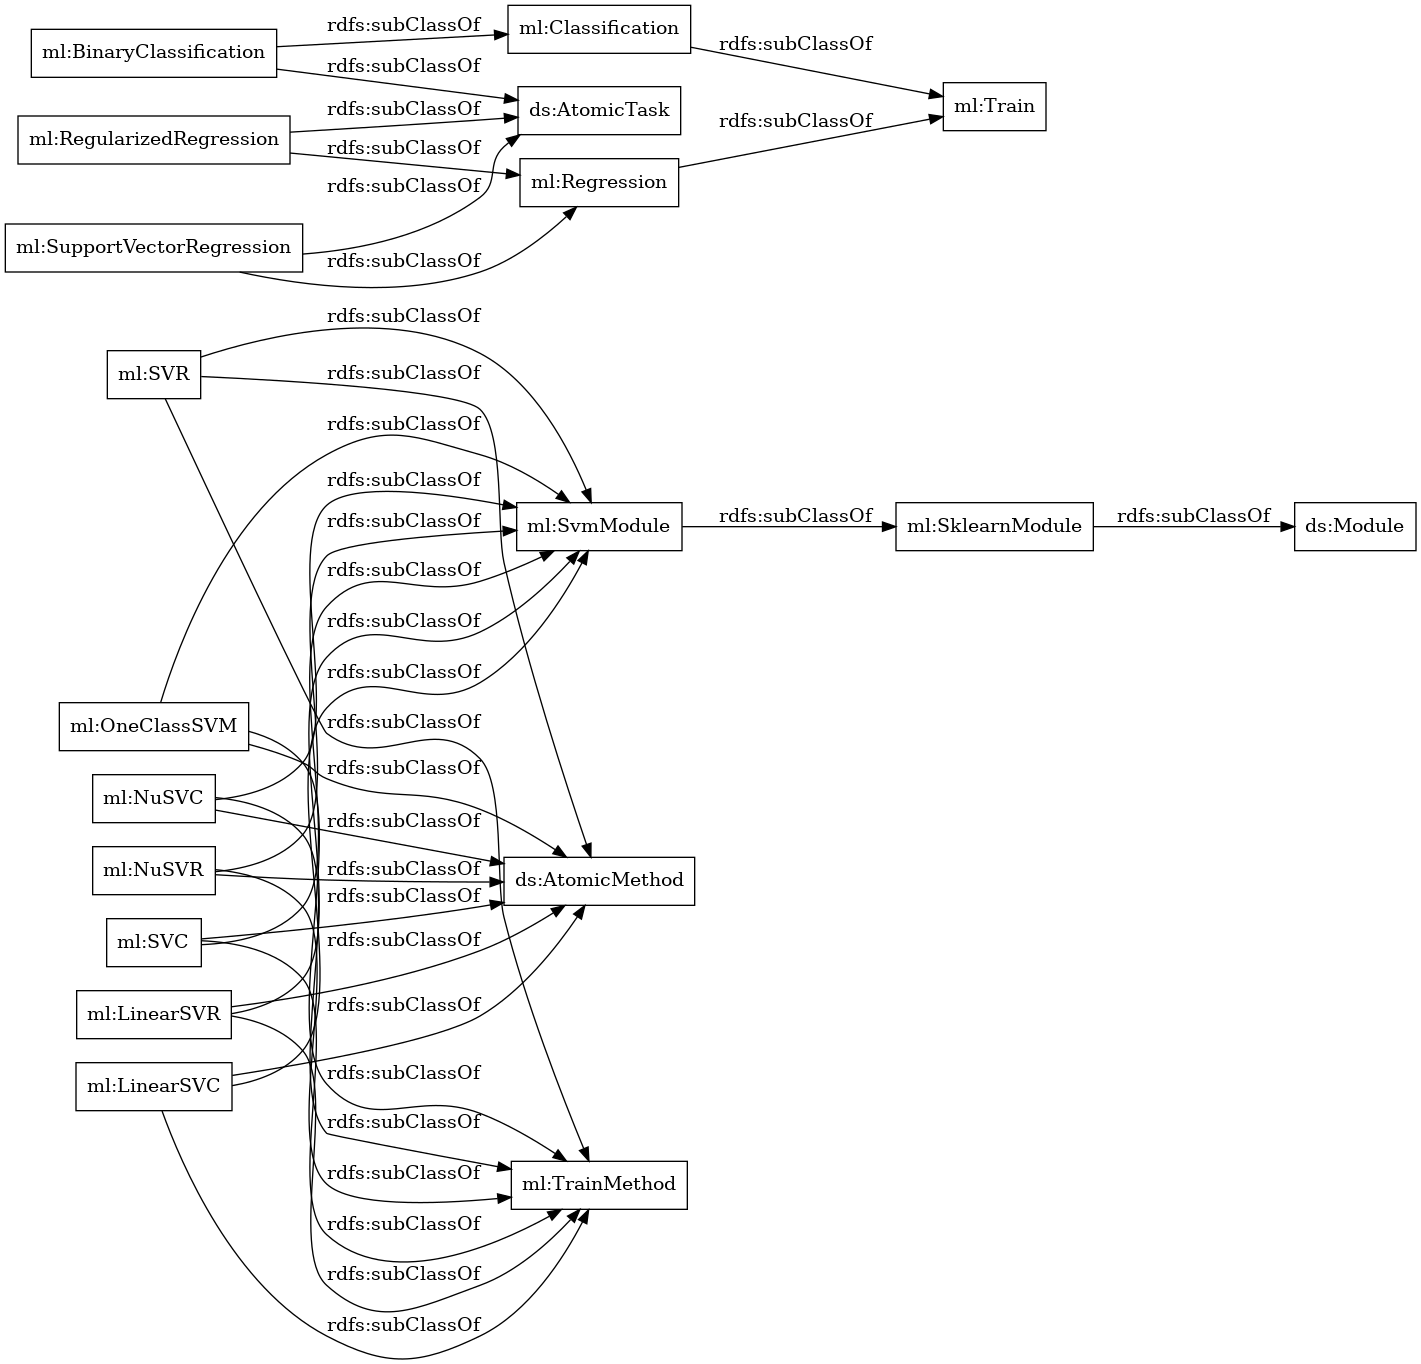 rdfs:subClassOf
ml:Classification
ml:BinaryClassification
rdfs:subClassOf
rdfs:subClassOf
ds:AtomicTask
ml:Train
rdfs:subClassOf
rdfs:subClassOf
ml:RegularizedRegression
rdfs:subClassOf
ml:Regression
rdfs:subClassOf
ml:SupportVectorRegression
rdfs:subClassOf
rdfs:subClassOf
ml:SVR
rdfs:subClassOf
rdfs:subClassOf
rdfs:subClassOf
rdfs:subClassOf
ml:SvmModule
rdfs:subClassOf
ml:SklearnModule
rdfs:subClassOf
ds:Module
rdfs:subClassOf
rdfs:subClassOf
rdfs:subClassOf
rdfs:subClassOf
ml:OneClassSVM
rdfs:subClassOf
ml:NuSVC
rdfs:subClassOf
ml:NuSVR
rdfs:subClassOf
ds:AtomicMethod
rdfs:subClassOf
ml:SVC
rdfs:subClassOf
ml:LinearSVR
rdfs:subClassOf
ml:LinearSVC
rdfs:subClassOf
rdfs:subClassOf
rdfs:subClassOf
ml:TrainMethod
rdfs:subClassOf
rdfs:subClassOf
rdfs:subClassOf